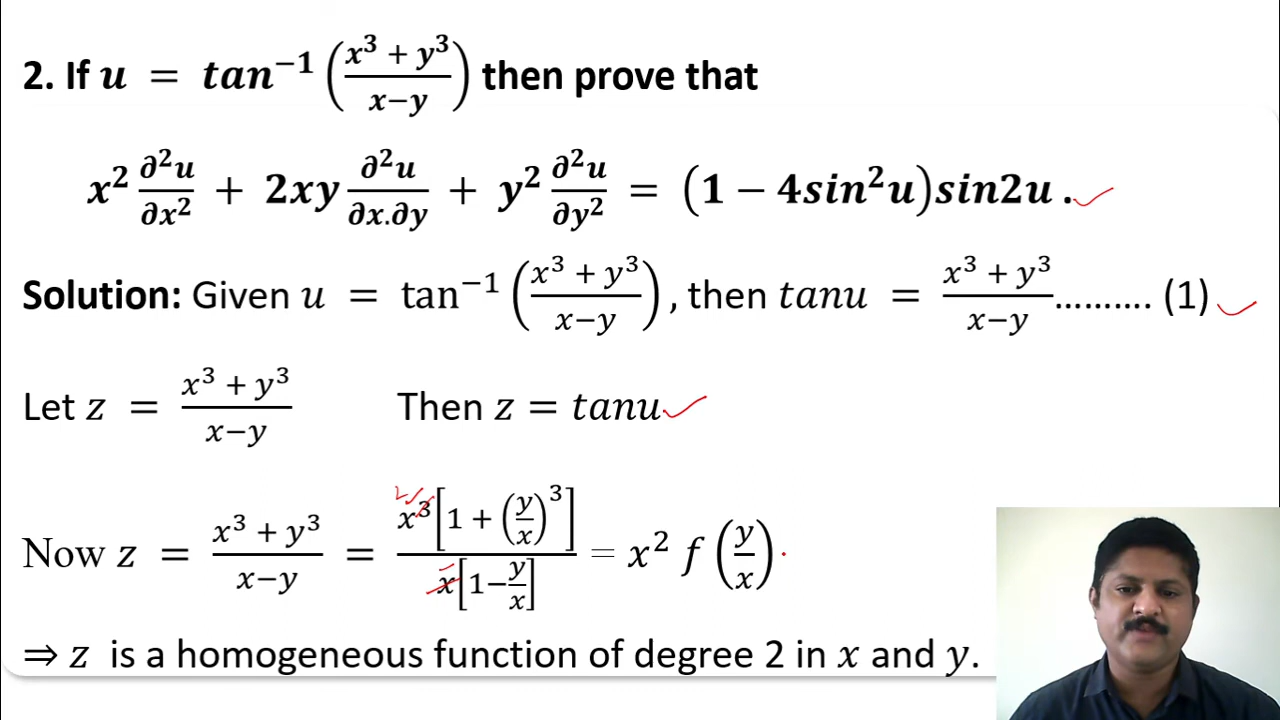 2. If u = tan⁻¹((x³ + y³)/(x−y)) then prove that
x² ∂²u/∂x² + 2xy ∂²u/∂x.∂y + y² ∂²u/∂y² = (1 − 4sin²u)sin2u .
Solution: Given u = tan⁻¹((x³ + y³)/(x−y)), then tanu = (x³ + y³)/(x−y).......... (1)
Let z = (x³ + y³)/(x−y) Then z = tanu
Now z = (x³ + y³)/(x−y) = x³[1 + (y/x)³]/x[1−y/x] = x² f(y/x)
⇒ z is a homogeneous function of degree 2 in x and y.